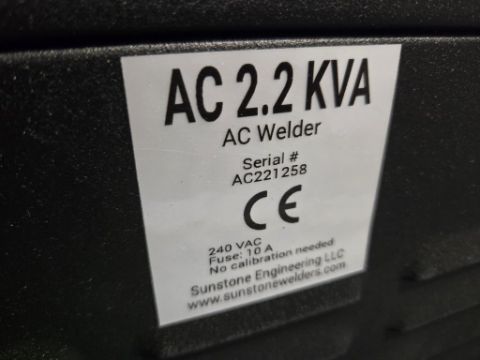 AC 2.2 KVA
AC Welder
Serial #
AC221258
CE
240 VAC
Fuse: 10 A
No calibration needed
Sunstone Engineering LLC
www.sunstonewelders.com